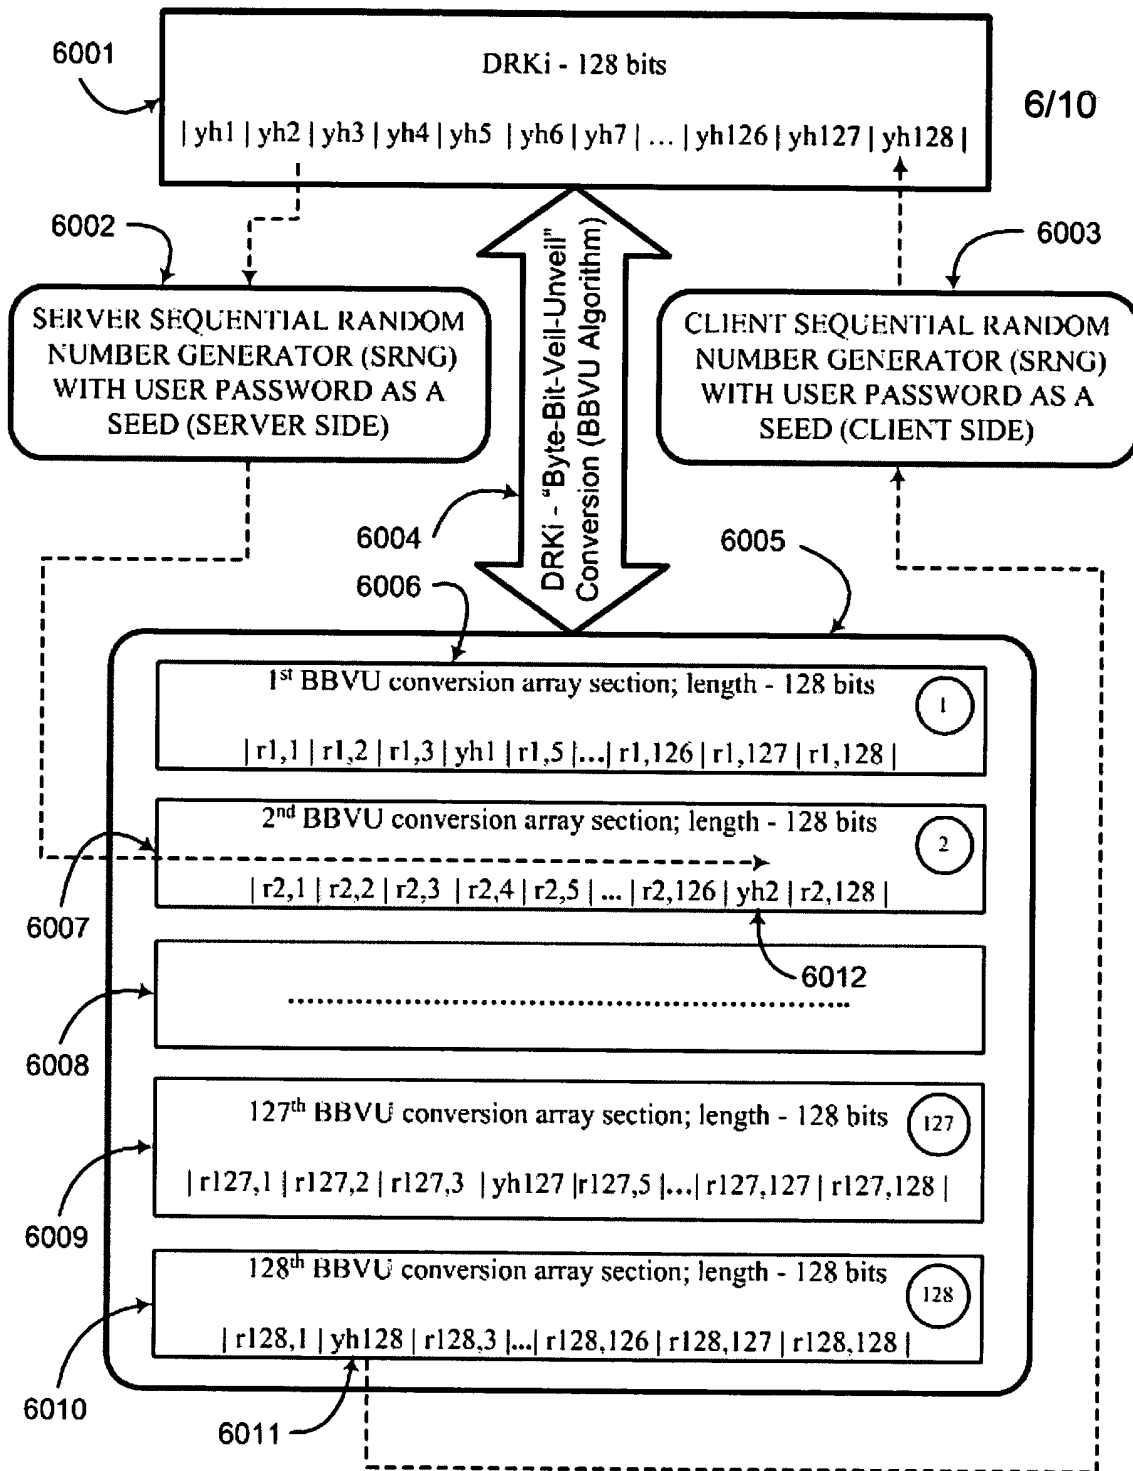 6001
DRKi - 128 bits
6/10
| yh1 | yh2 | yh3 | yh4 | yh5 | yh6 | yh7 | ... | yh126 | yh127 | yh128 |
6002
6003
SERVER SEQUENTIAL RANDOM
NUMBER GENERATOR (SRNG)
WITH USER PASSWORD AS A
SEED (SERVER SIDE)
DRKi - "Byte-Bit-Veil-Unveil"
Conversion (BBVU Algorithm)
CLIENT SEQUENTIAL RANDOM
NUMBER GENERATOR (SRNG)
WITH USER PASSWORD AS A
SEED (CLIENT SIDE)
6004
6005
6006
1st BBVU conversion array section; length - 128 bits
1
| r1,1 | r1,2 | r1,3 | yh1 | r1,5 |...| r1,126 | r1,127 | r1,128 |
2nd BBVU conversion array section; length - 128 bits
2
| r2,1 | r2,2 | r2,3 | r2,4 | r2,5 | ... | r2,126 | yh2 | r2,128 |
6007
6012
6008
127th BBVU conversion array section; length - 128 bits
127
| r127,1 | r127,2 | r127,3 | yh127 |r127,5 |...| r127,127 | r127,128 |
6009
128th BBVU conversion array section; length - 128 bits
128
| r128,1 | yh128 | r128,3 |...| r128,126 | r128,127 | r128,128 |
6010
6011